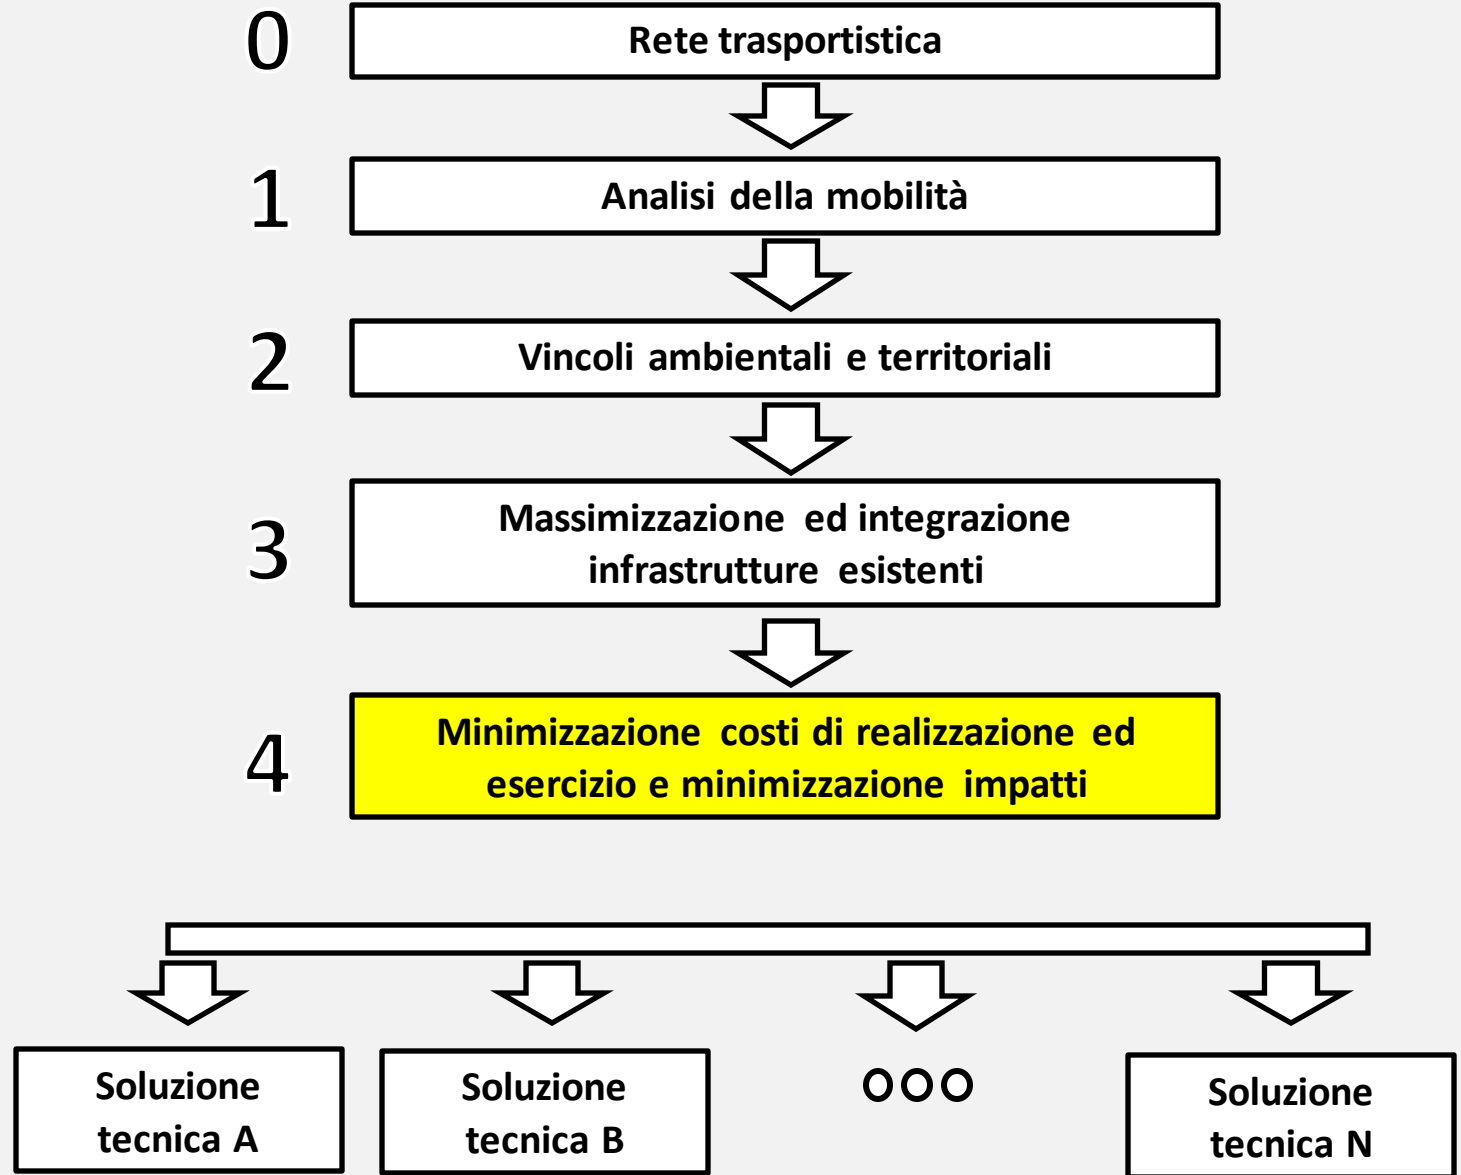 0
Rete trasportistica
1
Analisi della mobilità
2
Vincoli ambientali e territoriali
3
Massimizzazione ed integrazione
infrastrutture esistenti
4
Minimizzazione costi di realizzazione ed
esercizio e minimizzazione impatti
Soluzione
tecnica A
Soluzione
tecnica B
Soluzione
tecnica N